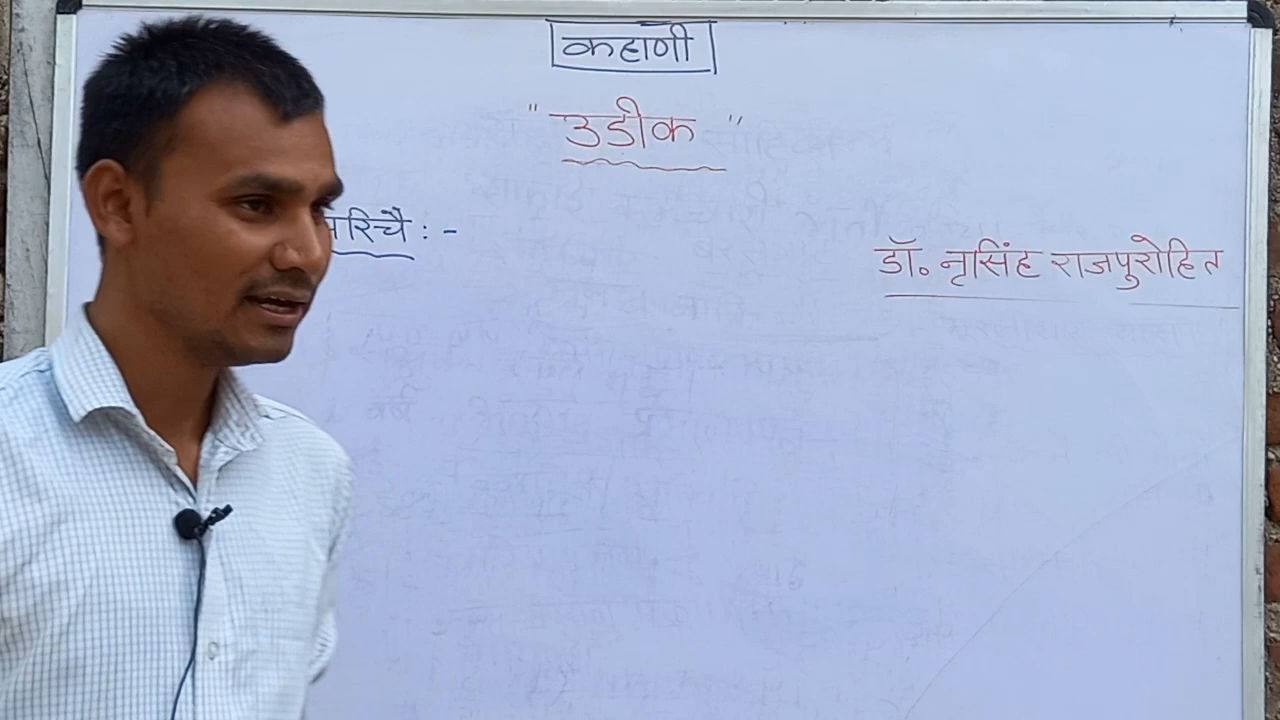 कहाणी
" उडीक "
परिचै : -
डॉ. नृसिंह राजपुरोहित